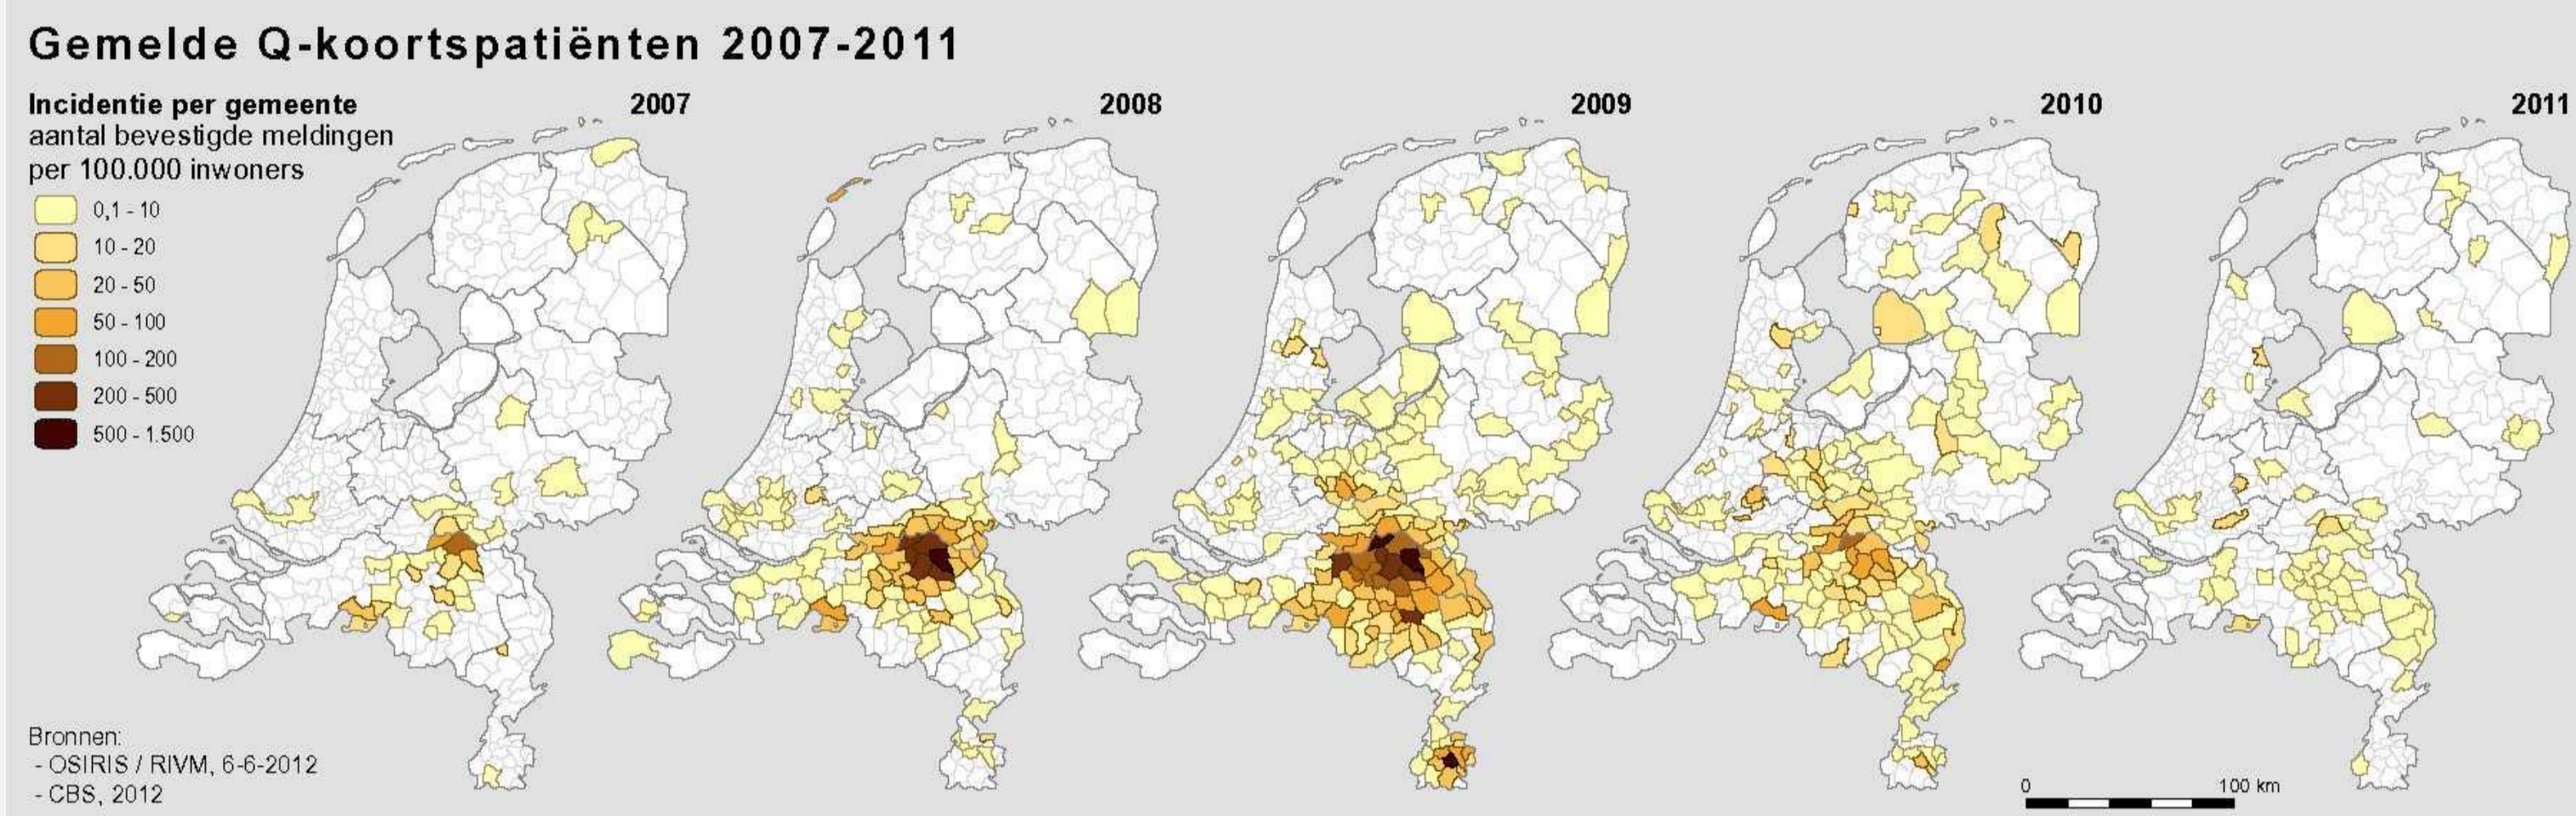 Gemelde Q-koortspatiënten 2007-2011
Incidentie per gemeente
aantal bevestigde meldingen
per 100.000 inwoners
0,1 - 10
10 - 20
20 - 50
50 - 100
100 - 200
200 - 500
500 - 1.500
2007
2008
2009
2010
2011
Bronnen:
- OSIRIS / RIVM, 6-6-2012
- CBS, 2012
0 100 km